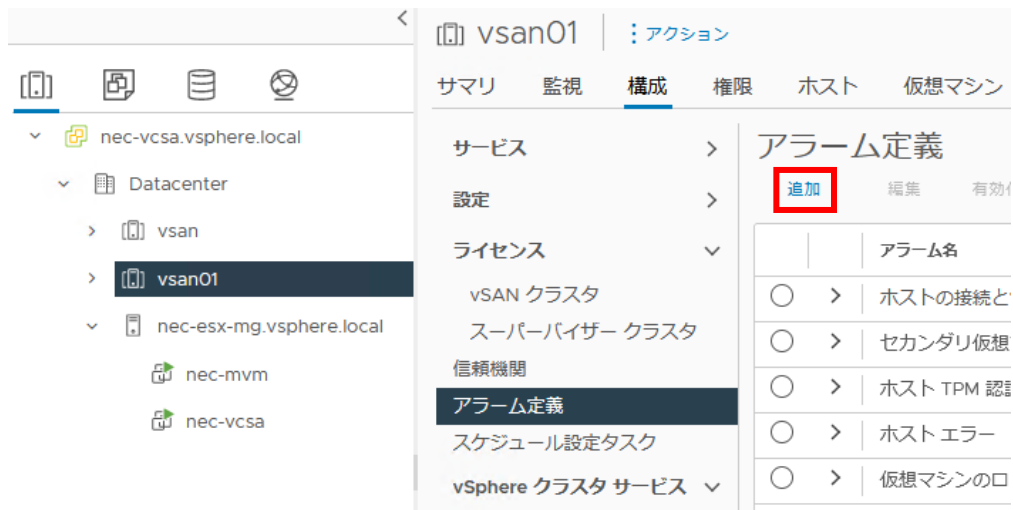 vsan01
アクション
サマリ 監視 構成 権限 ホスト 仮想マシン
nec-vcsa.vsphere.local
Datacenter
vsan
vsan01
nec-esx-mg.vsphere.local
nec-mvm
nec-vcsa
サービス
設定
ライセンス
vSAN クラスタ
スーパーバイザー クラスタ
信頼機関
アラーム定義
スケジュール設定タスク
vSphere クラスタ サービス
アラーム定義
追加 編集 有効
アラーム名
ホストの接続と
セカンダリ仮想
ホスト TPM 認
ホスト エラー
仮想マシンのロ